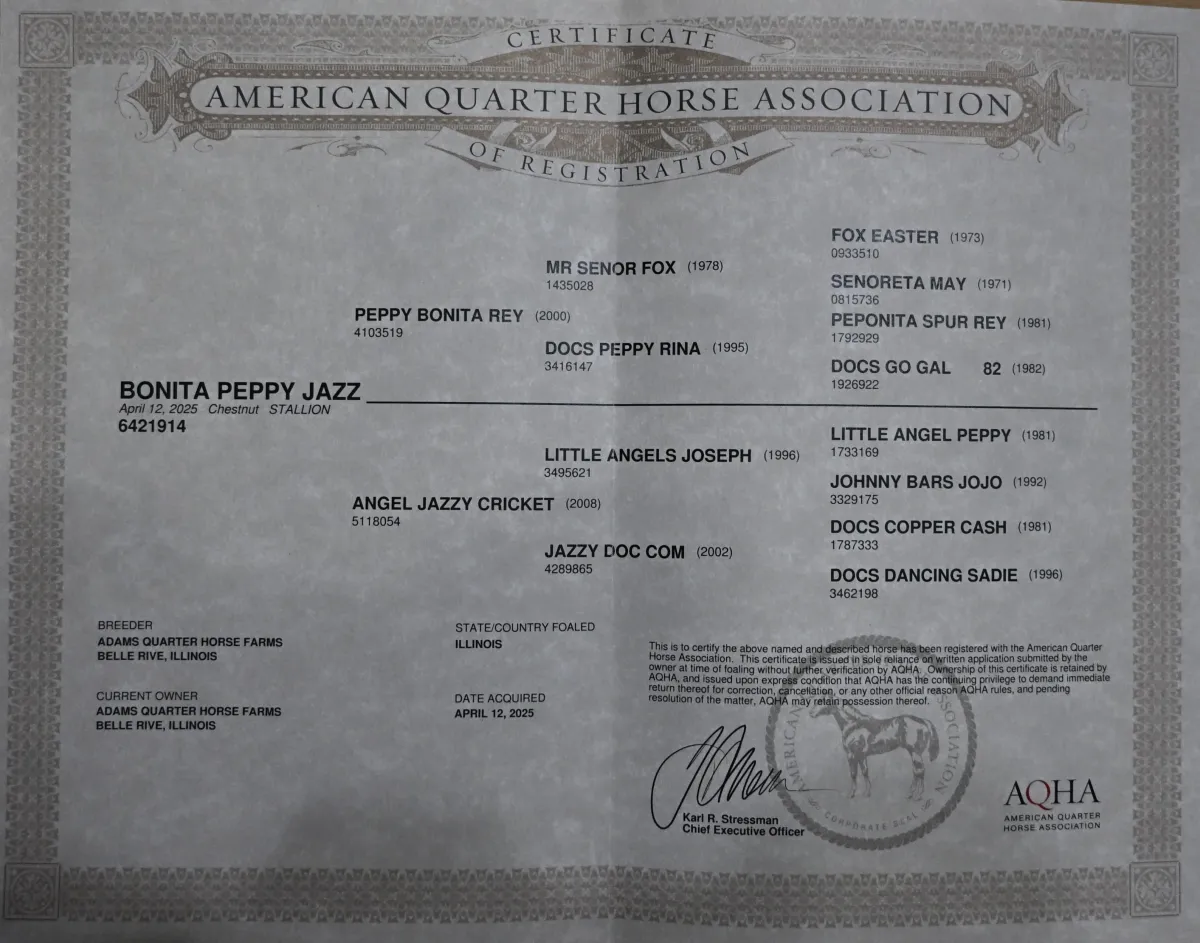 CERTIFICATE
AMERICAN QUARTER HORSE ASSOCIATION
OF REGISTRATION
FOX EASTER (1973)
0933510
MR SENOR FOX (1978)
1435028
SENORETA MAY (1971)
0815736
PEPPY BONITA REY (2000)
4103519
PEPONITA SPUR REY (1981)
1792929
DOCS PEPPY RINA (1995)
3416147
DOCS GO GAL 82 (1982)
1926922
BONITA PEPPY JAZZ
April 12, 2025 Chestnut STALLION
6421914
LITTLE ANGEL PEPPY (1981)
1733169
LITTLE ANGELS JOSEPH (1996)
3495621
JOHNNY BARS JOJO (1992)
3329175
ANGEL JAZZY CRICKET (2008)
5118054
DOCS COPPER CASH (1981)
1787333
JAZZY DOC COM (2002)
4289865
DOCS DANCING SADIE (1996)
3462198
BREEDER
ADAMS QUARTER HORSE FARMS
BELLE RIVE, ILLINOIS
STATE/COUNTRY FOALED
ILLINOIS
CURRENT OWNER
ADAMS QUARTER HORSE FARMS
BELLE RIVE, ILLINOIS
DATE ACQUIRED
APRIL 12, 2025
This is to certify the above named and described horse has been registered with the American Quarter
Horse Association. This certificate is issued in sole reliance on written application submitted by the
owner at time of foaling without further verification by AQHA. Ownership of this certificate is retained by
AQHA, and issued upon express condition that AQHA has the continuing privilege to demand immediate
return thereof for correction, cancellation, or any other official reason AQHA rules, and pending
resolution of the matter, AQHA may retain possession thereof.
AMERICAN ASSOCIATION
CORPORATE SEAL
Karl R. Stressman
Chief Executive Officer
AQHA
AMERICAN QUARTER
HORSE ASSOCIATION